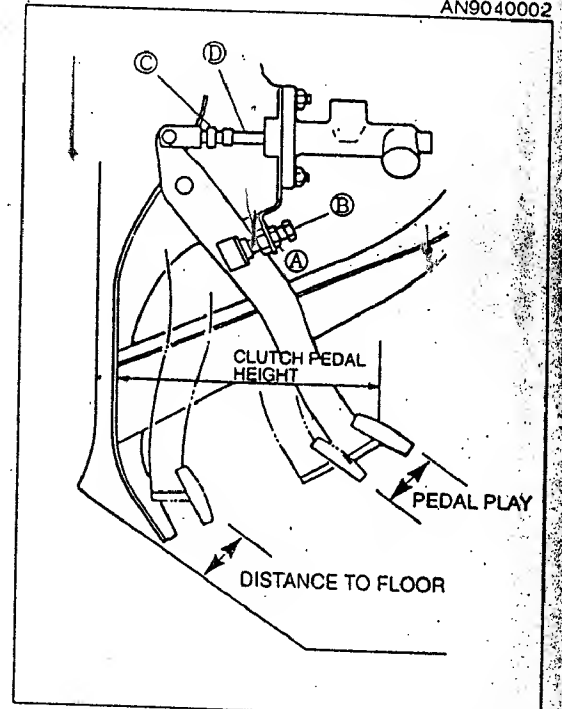 AN9040002
Ⓒ Ⓓ
Ⓑ
Ⓐ
CLUTCH PEDAL
HEIGHT
PEDAL PLAY
DISTANCE TO FLOOR